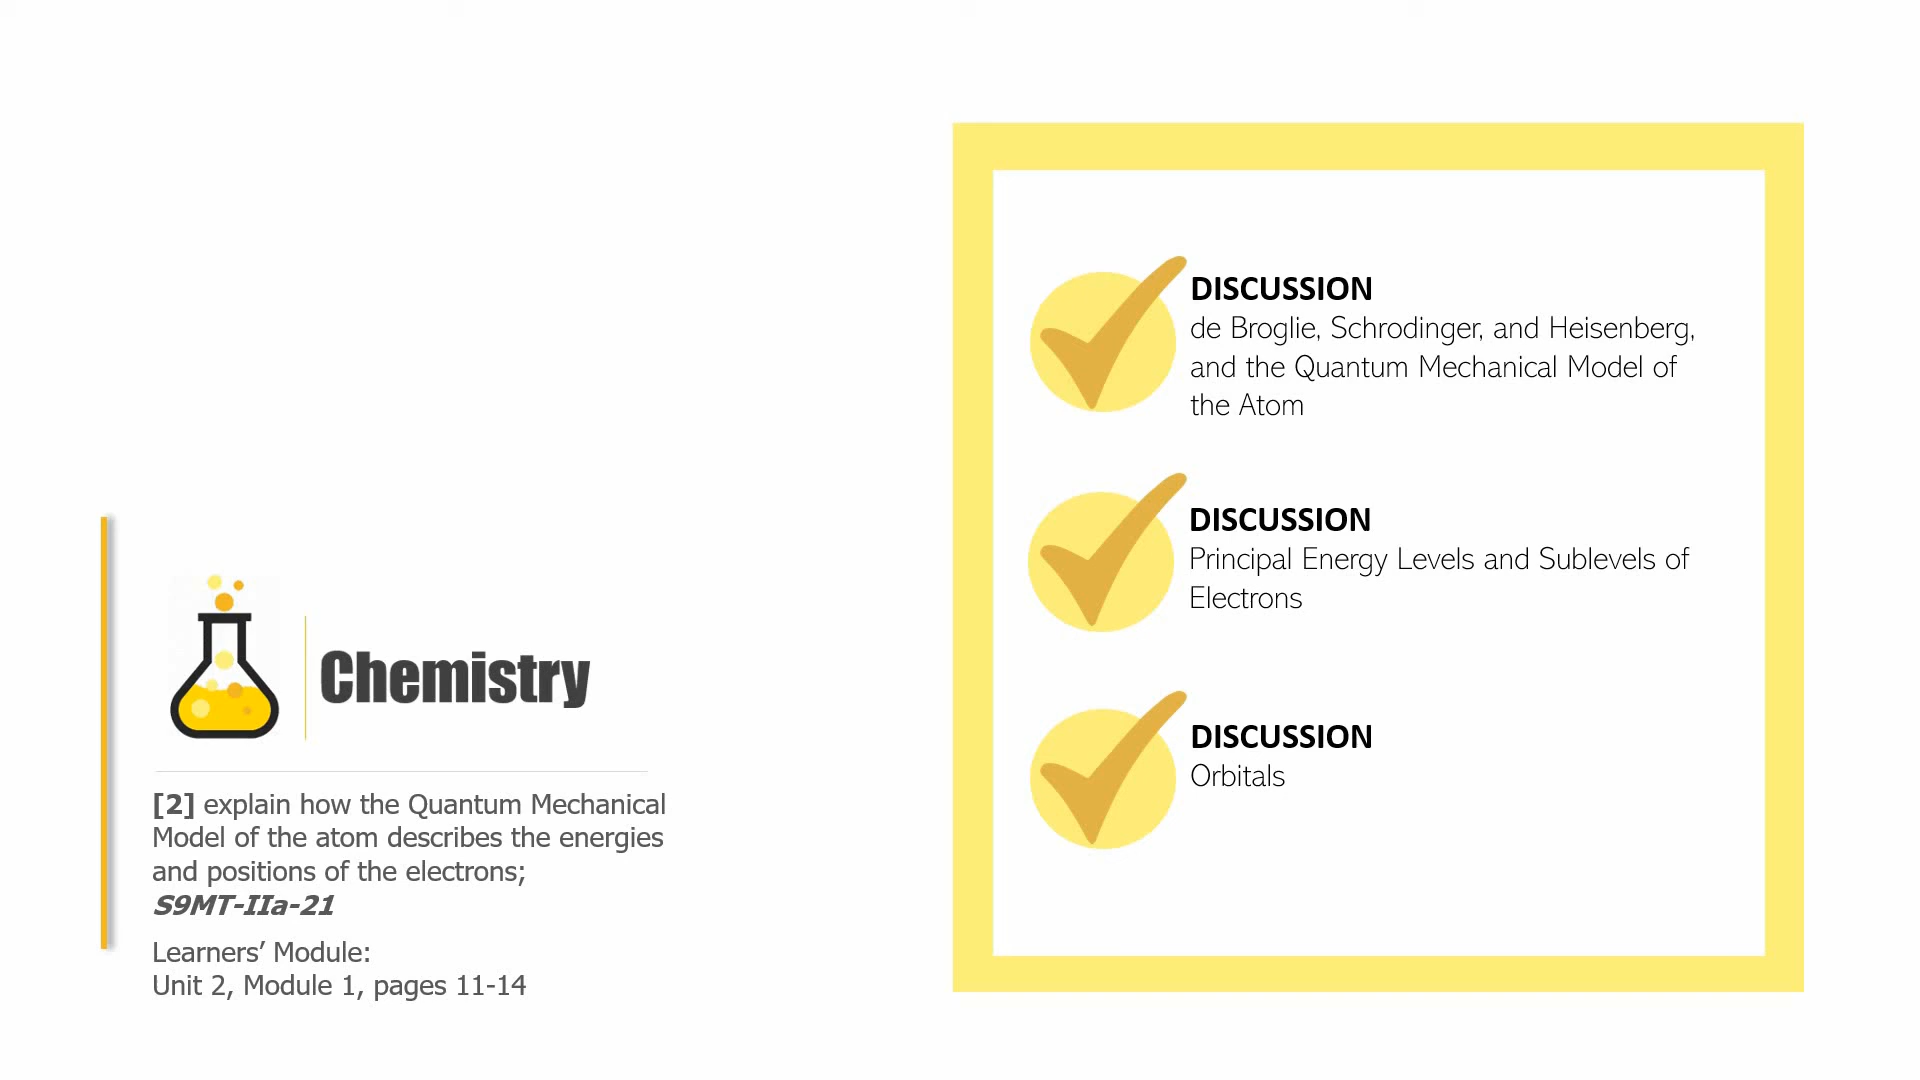 Chemistry
[2] explain how the Quantum Mechanical
Model of the atom describes the energies
and positions of the electrons;
S9MT-IIa-21
Learners’ Module:
Unit 2, Module 1, pages 11-14
DISCUSSION
de Broglie, Schrodinger, and Heisenberg,
and the Quantum Mechanical Model of
the Atom
DISCUSSION
Principal Energy Levels and Sublevels of
Electrons
DISCUSSION
Orbitals